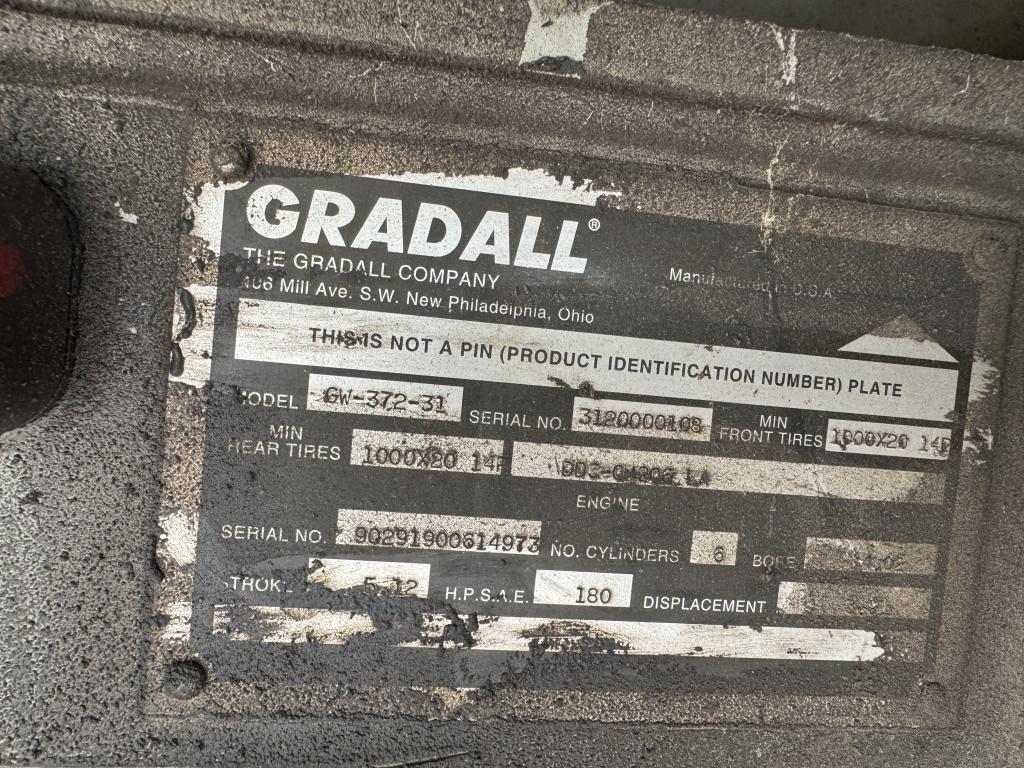 GRADALL®
THE GRADALL COMPANY
406 Mill Ave. S.W. New Philadelphia, Ohio
Manufactured in U.S.A.
THIS IS NOT A PIN (PRODUCT IDENTIFICATION NUMBER) PLATE
MODEL GW-372-31 SERIAL NO. 3120000108 MIN FRONT TIRES 1000X20 14P
MIN REAR TIRES 1000X20 14P
ENGINE
SERIAL NO. 90291900614973 NO. CYLINDERS 6 BORE
STROKE 5.12 H.P.S.A.E. 180 DISPLACEMENT